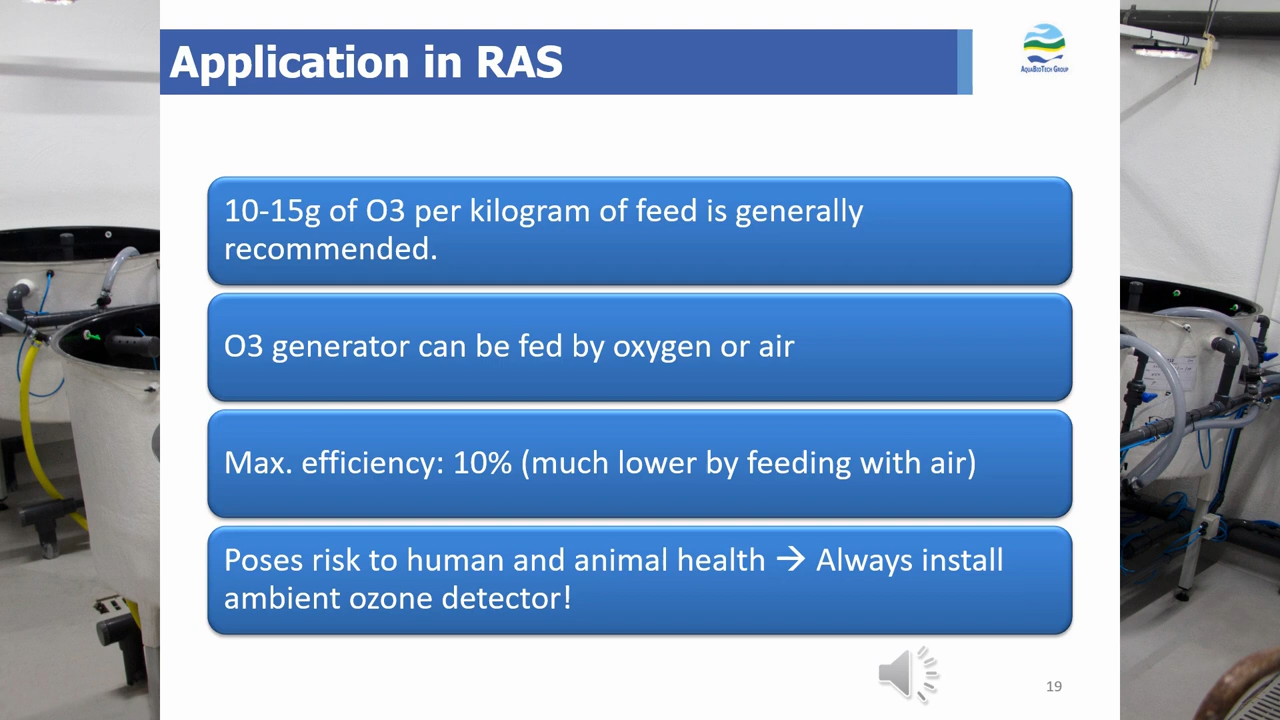 Application in RAS
AquaBioTech Group
10-15g of O3 per kilogram of feed is generally
recommended.
O3 generator can be fed by oxygen or air
Max. efficiency: 10% (much lower by feeding with air)
Poses risk to human and animal health → Always install
ambient ozone detector!
19